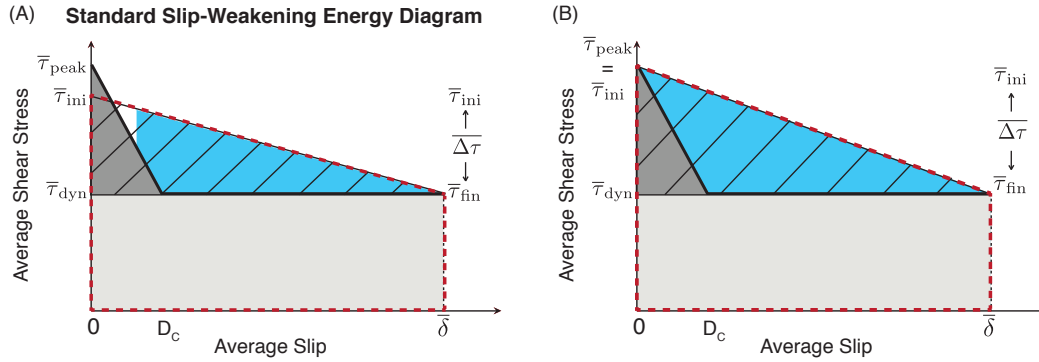 (A) Standard Slip-Weakening Energy Diagram
Average Shear Stress
τ̅peak
τ̅ini
τ̅dyn
τ̅ini
Δτ̅
τ̅fin
0
Dc
δ̅
Average Slip
(B)
Average Shear Stress
τ̅peak
=
τ̅ini
τ̅dyn
τ̅ini
Δτ̅
τ̅fin
0
Dc
δ̅
Average Slip